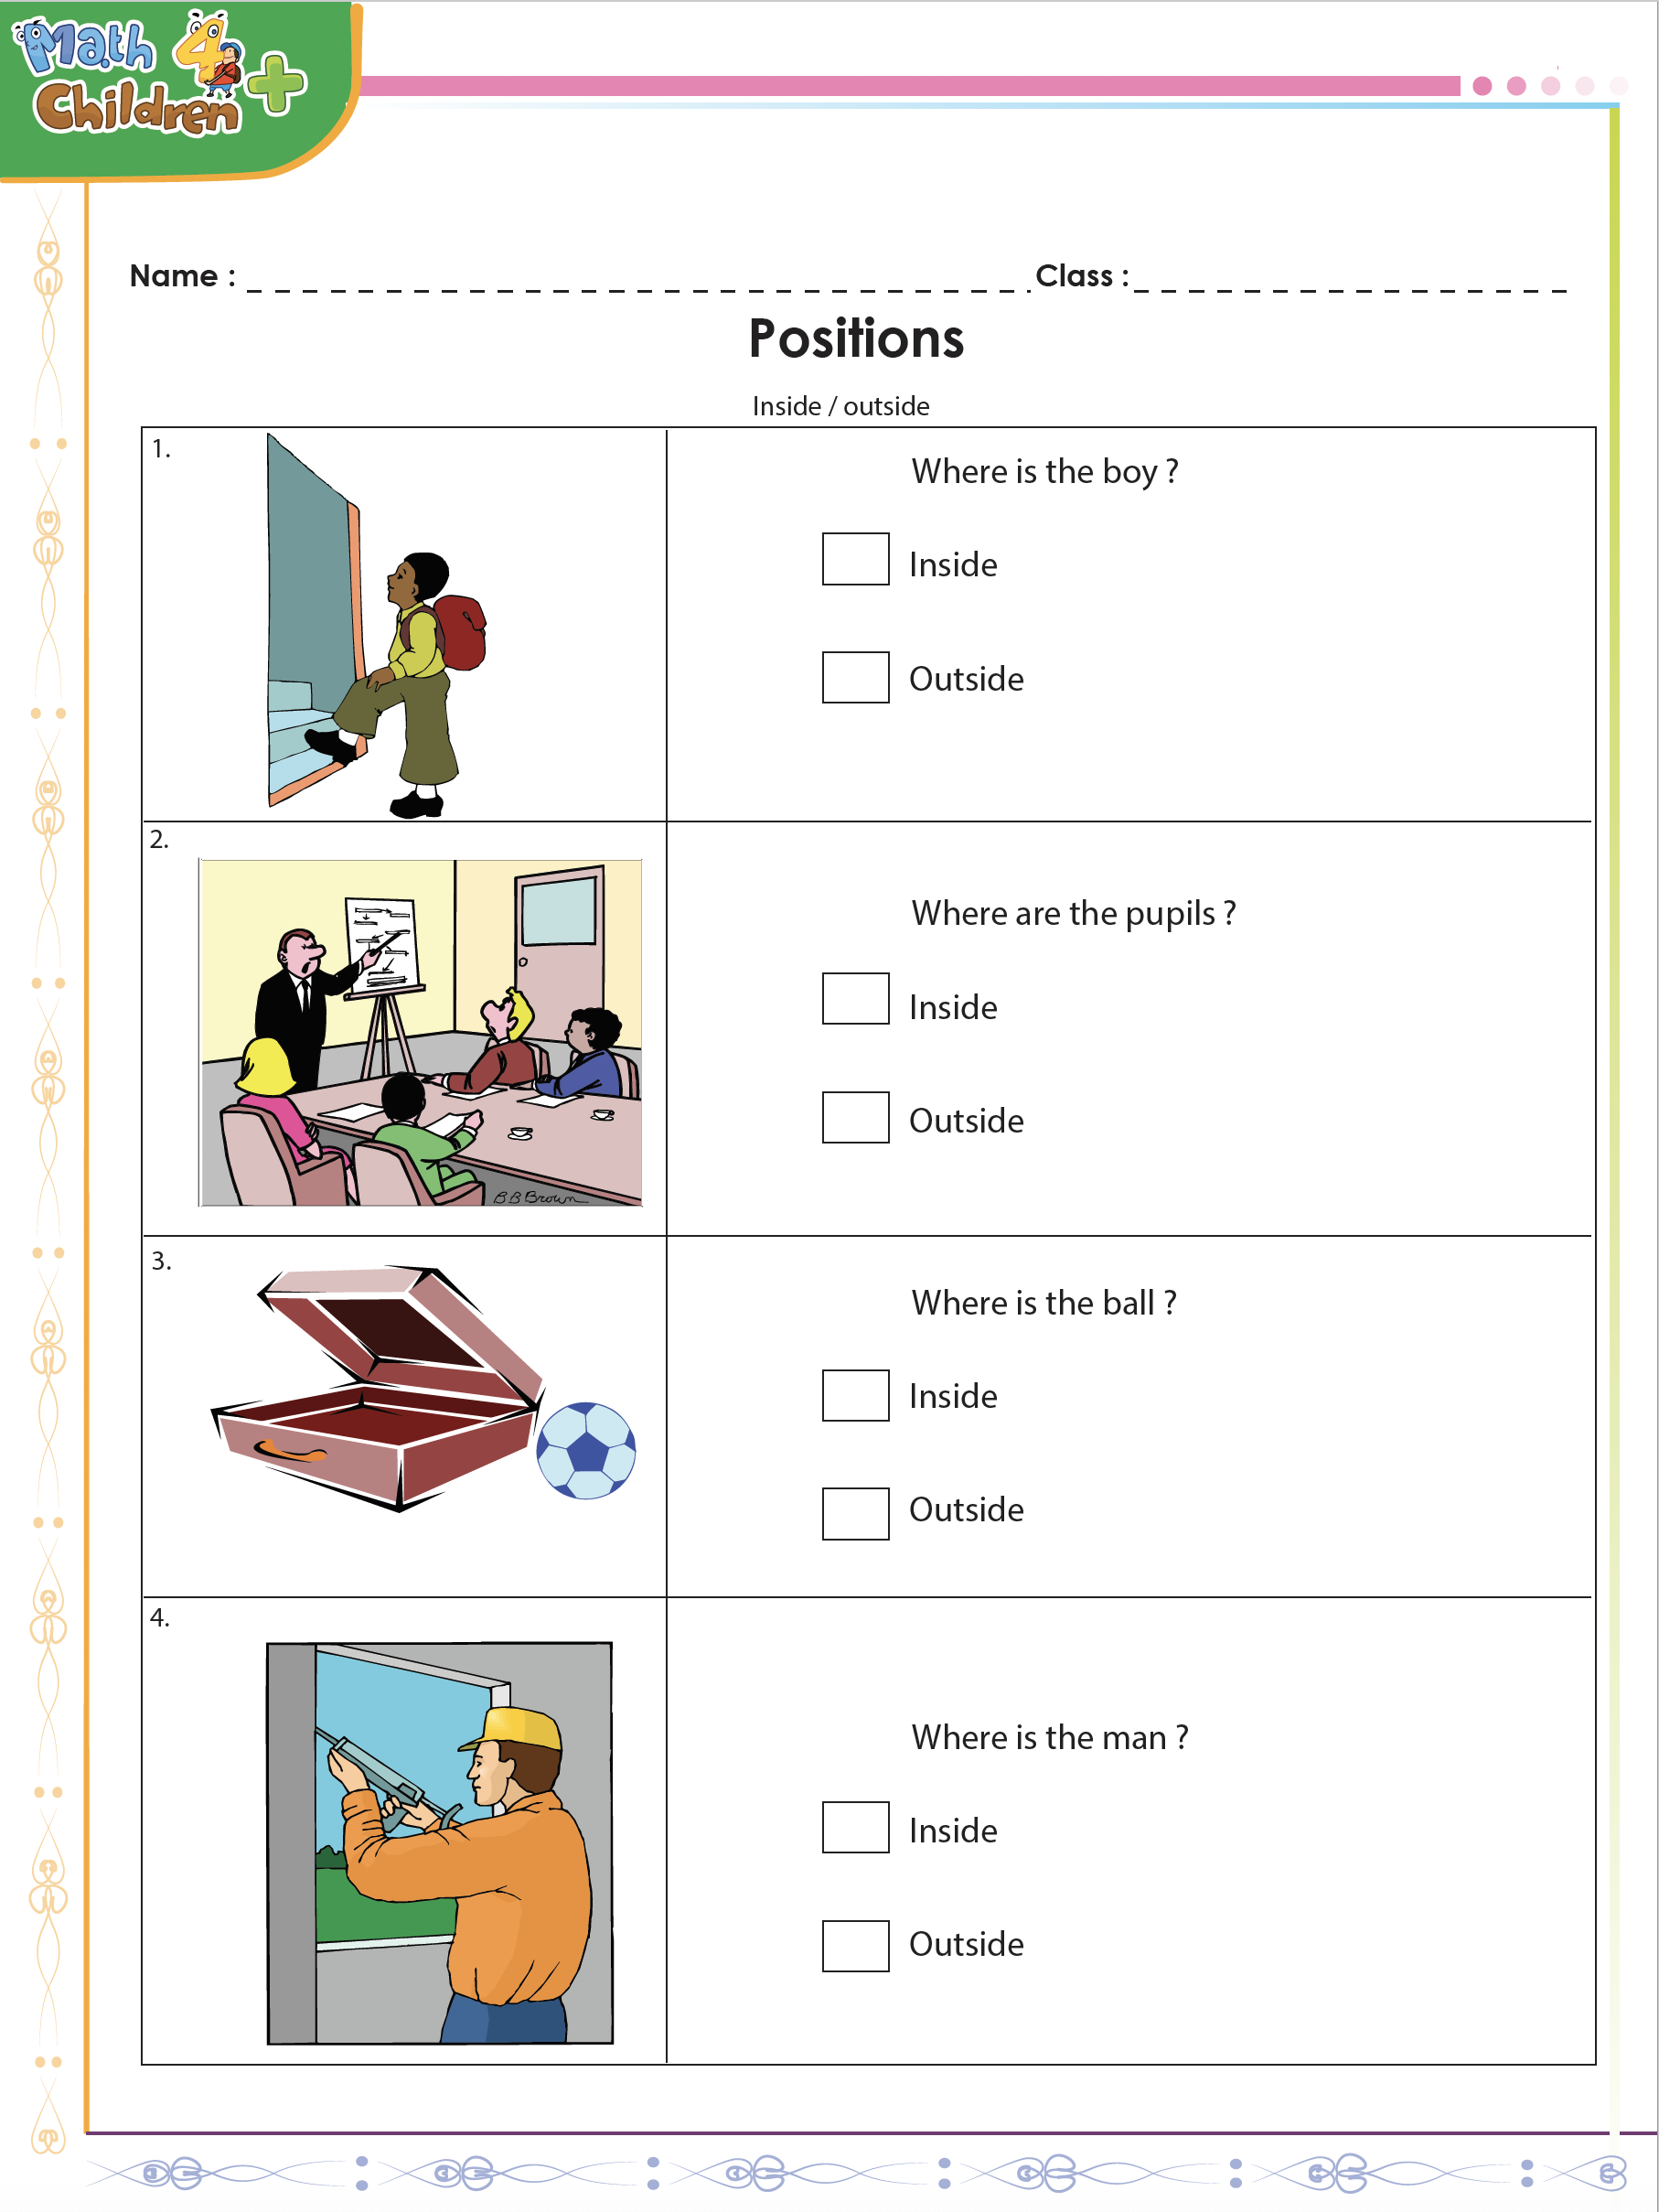 Math 4
Children +
Name : Class :
Positions
Inside / outside
1.
Where is the boy ?
Inside
Outside
2.
BBBrown
Where are the pupils ?
Inside
Outside
3.
Where is the ball ?
Inside
Outside
4.
Where is the man ?
Inside
Outside